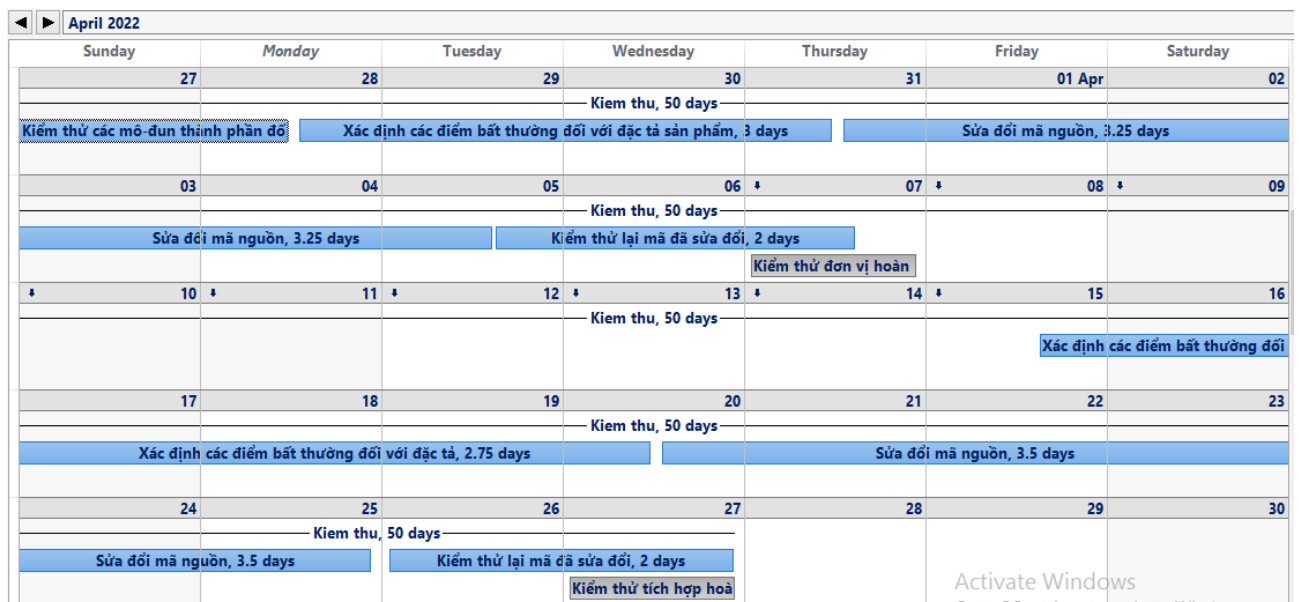 April 2022
Sunday Monday Tuesday Wednesday Thursday Friday Saturday
27 28 29 30 31 01 Apr 02
Kiem thu, 50 days
Kiểm thử các mô-đun thành phần đố Xác định các điểm bất thường đối với đặc tả sản phẩm, 3 days Sửa đổi mã nguồn, 3.25 days
03 04 05 06 07 08 09
Kiem thu, 50 days
Sửa đổi mã nguồn, 3.25 days Kiểm thử lại mã đã sửa đổi, 2 days
Kiểm thử đơn vị hoàn
10 11 12 13 14 15 16
Kiem thu, 50 days
Xác định các điểm bất thường đối
17 18 19 20 21 22 23
Kiem thu, 50 days
Xác định các điểm bất thường đối với đặc tả, 2.75 days Sửa đổi mã nguồn, 3.5 days
24 25 26 27 28 29 30
Kiem thu, 50 days
Sửa đổi mã nguồn, 3.5 days Kiểm thử lại mã đã sửa đổi, 2 days
Kiểm thử tích hợp hoà
Activate Windows